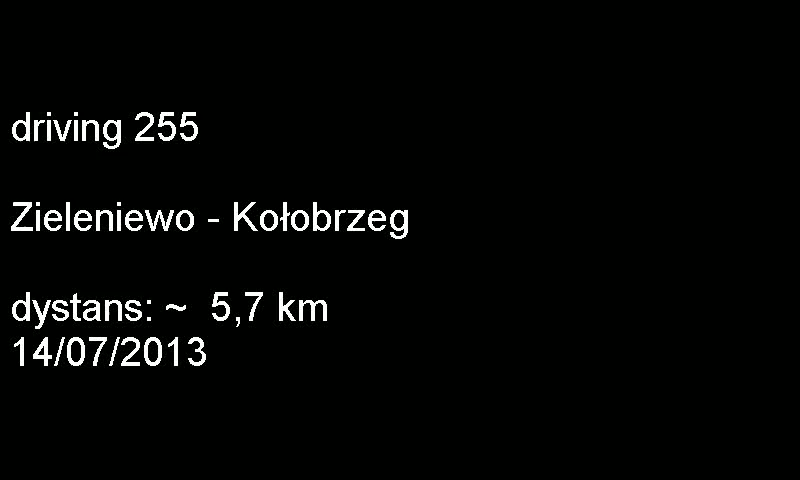 driving 255
Zieleniewo - Kołobrzeg
dystans: ~  5,7 km
14/07/2013